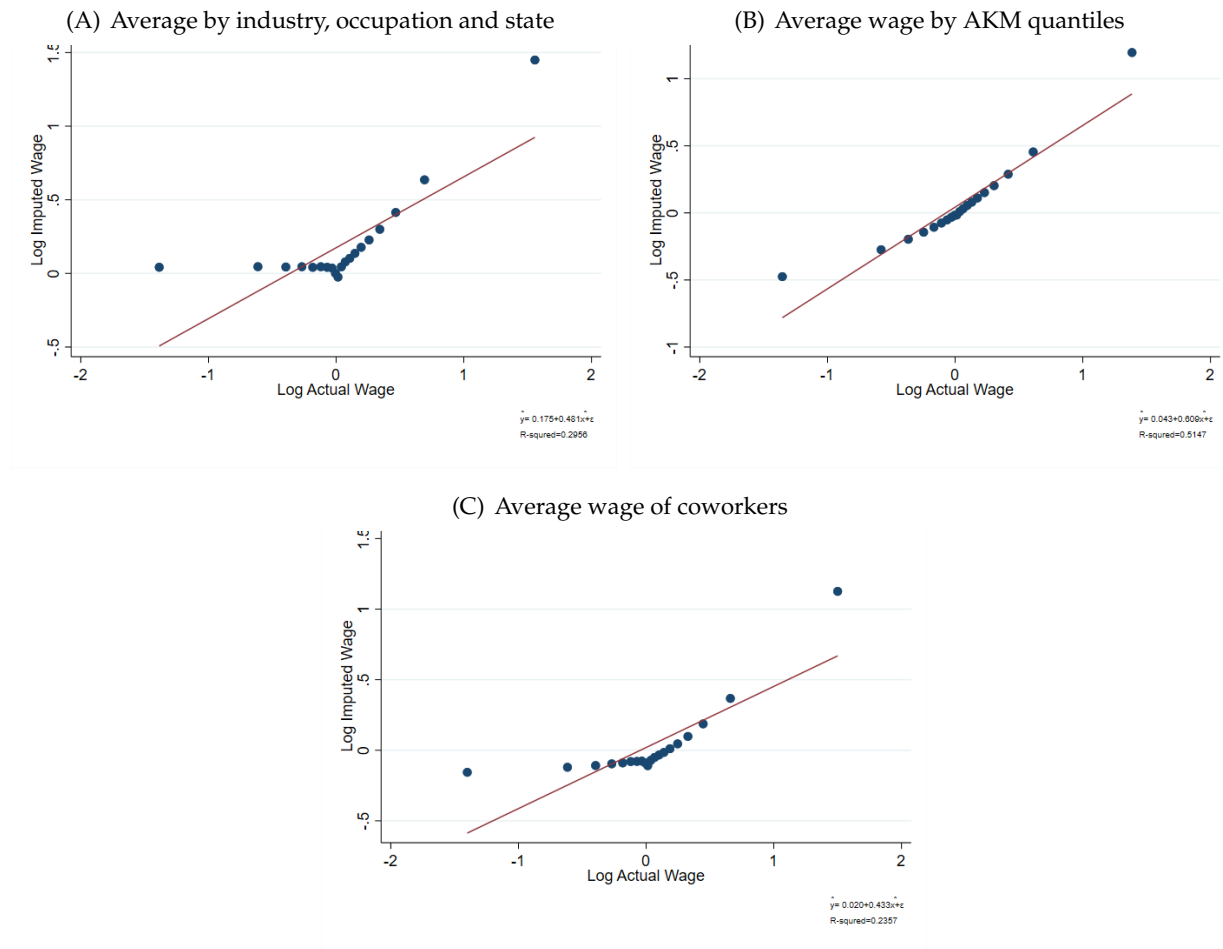 (A) Average by industry, occupation and state
1.5
1
.5
0
-.5
Log Imputed Wage
-2
-1
0
1
2
Log Actual Wage
ŷ= 0.175+0.481x̂+ε
R-squred=0.2956
(B) Average wage by AKM quantiles
1
.5
0
-.5
-1
Log Imputed Wage
-2
-1
0
1
2
Log Actual Wage
ŷ= 0.043+0.609x̂+ε
R-squred=0.5147
(C) Average wage of coworkers
1.5
1
.5
0
-.5
Log Imputed Wage
-2
-1
0
1
2
Log Actual Wage
ŷ= 0.020+0.433x̂+ε
R-squred=0.2357